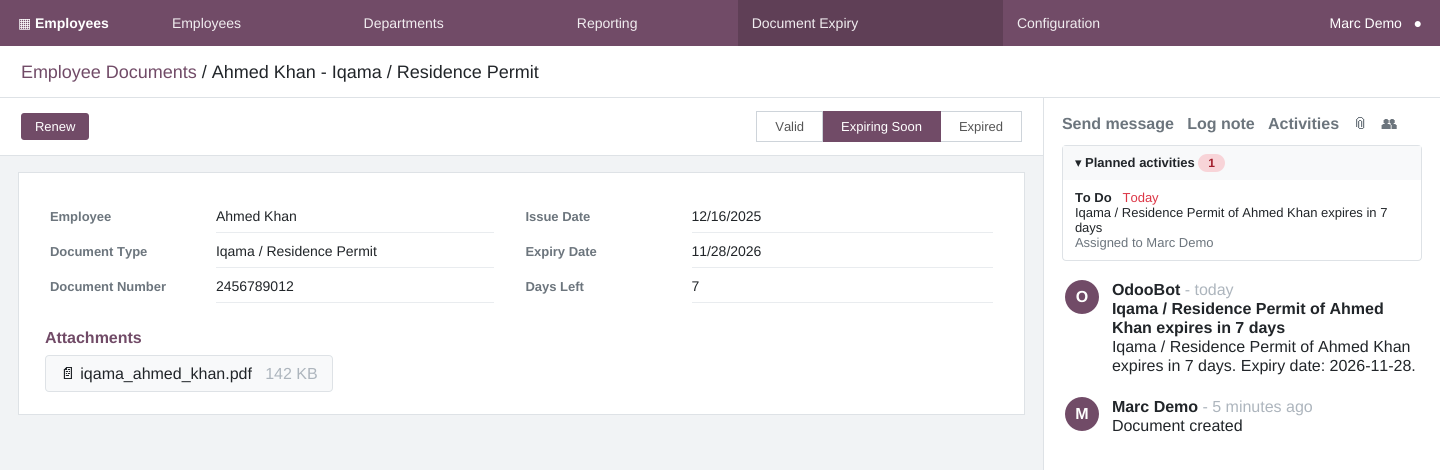 Employees Employees Departments Reporting Document Expiry Configuration Marc Demo
Employee Documents / Ahmed Khan - Iqama / Residence Permit
Renew Valid Expiring Soon Expired
Employee Ahmed Khan Issue Date 12/16/2025
Document Type Iqama / Residence Permit Expiry Date 11/28/2026
Document Number 2456789012 Days Left 7
Attachments
iqama_ahmed_khan.pdf 142 KB
Send message Log note Activities
▾ Planned activities 1
To Do Today
Iqama / Residence Permit of Ahmed Khan expires in 7
days
Assigned to Marc Demo
O OdooBot - today
Iqama / Residence Permit of Ahmed
Khan expires in 7 days
Iqama / Residence Permit of Ahmed Khan
expires in 7 days. Expiry date: 2026-11-28.
M Marc Demo - 5 minutes ago
Document created